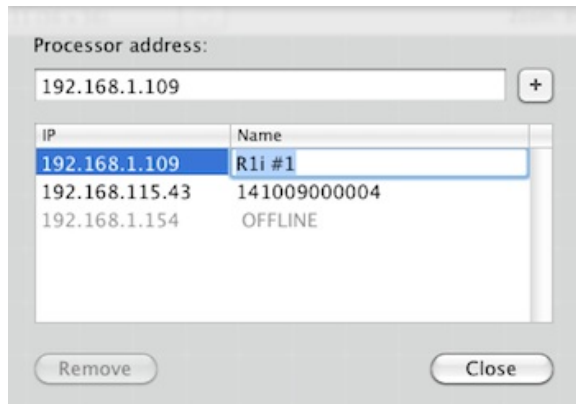 Processor address:
192.168.1.109
+
IP Name
192.168.1.109 R1i #1
192.168.115.43 141009000004
192.168.1.154 OFFLINE
Remove Close